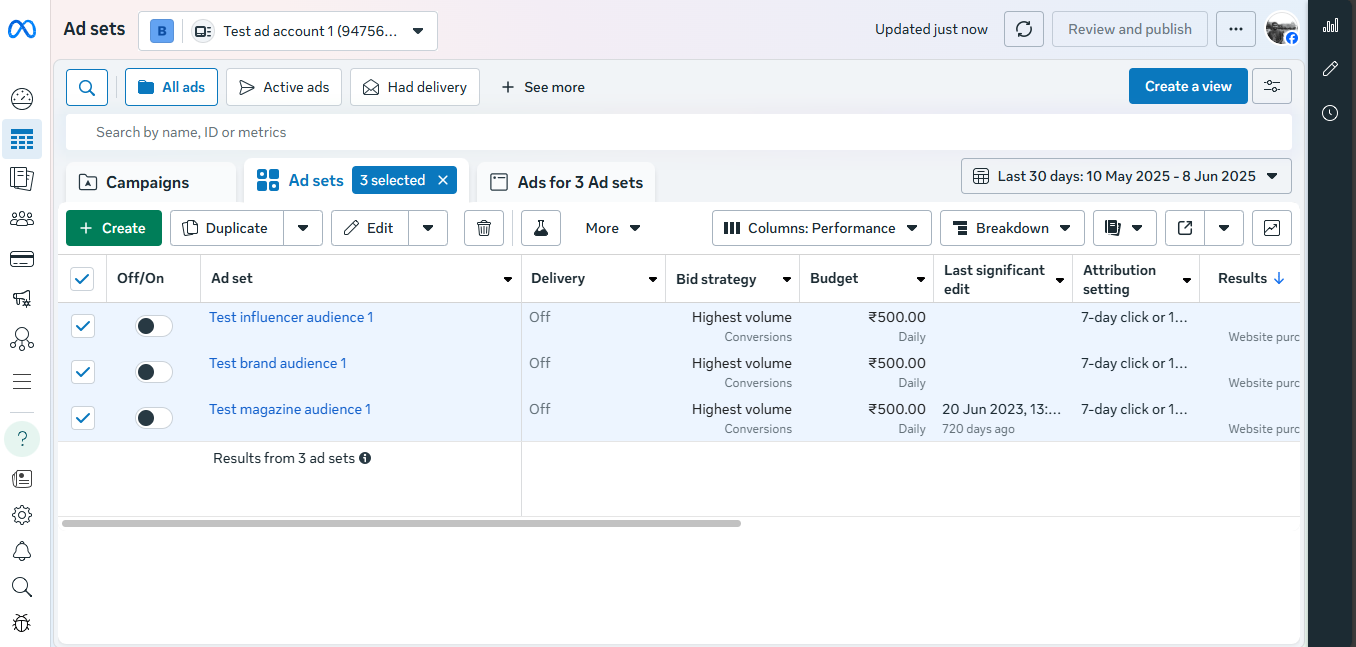 Ad sets
B
Test ad account 1 (94756...
Updated just now
Review and publish
All ads
Active ads
Had delivery
See more
Create a view
Search by name, ID or metrics
Campaigns
Ad sets
3 selected
Ads for 3 Ad sets
Last 30 days: 10 May 2025 - 8 Jun 2025
Create
Duplicate
Edit
More
Columns: Performance
Breakdown
Off/On
Ad set
Delivery
Bid strategy
Budget
Last significant edit
Attribution setting
Results
Test influencer audience 1
Off
Highest volume
Conversions
₹500.00
Daily
7-day click or 1...
Website purc
Test brand audience 1
Off
Highest volume
Conversions
₹500.00
Daily
7-day click or 1...
Website purc
Test magazine audience 1
Off
Highest volume
Conversions
₹500.00
Daily
20 Jun 2023, 13:...
720 days ago
7-day click or 1...
Website purc
Results from 3 ad sets
?